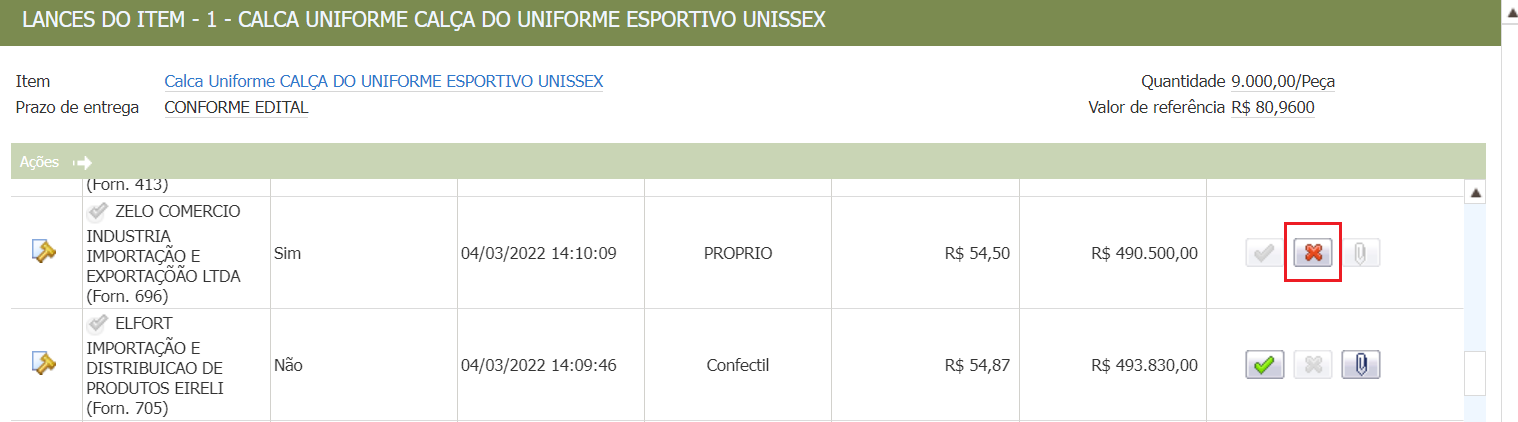 LANCES DO ITEM - 1 - CALCA UNIFORME CALÇA DO UNIFORME ESPORTIVO UNISSEX
Item Calca Uniforme CALÇA DO UNIFORME ESPORTIVO UNISSEX Quantidade 9.000,00/Peça
Prazo de entrega CONFORME EDITAL Valor de referência R$ 80,9600
Ações
(Forn. 413)
ZELO COMERCIO
INDUSTRIA
IMPORTAÇÃO E
EXPORTAÇÕÃO LTDA
(Forn. 696)
Sim 04/03/2022 14:10:09 PROPRIO R$ 54,50 R$ 490.500,00
ELFORT
IMPORTAÇÃO E
DISTRIBUICAO DE
PRODUTOS EIRELI
(Forn. 705)
Não 04/03/2022 14:09:46 Confectil R$ 54,87 R$ 493.830,00